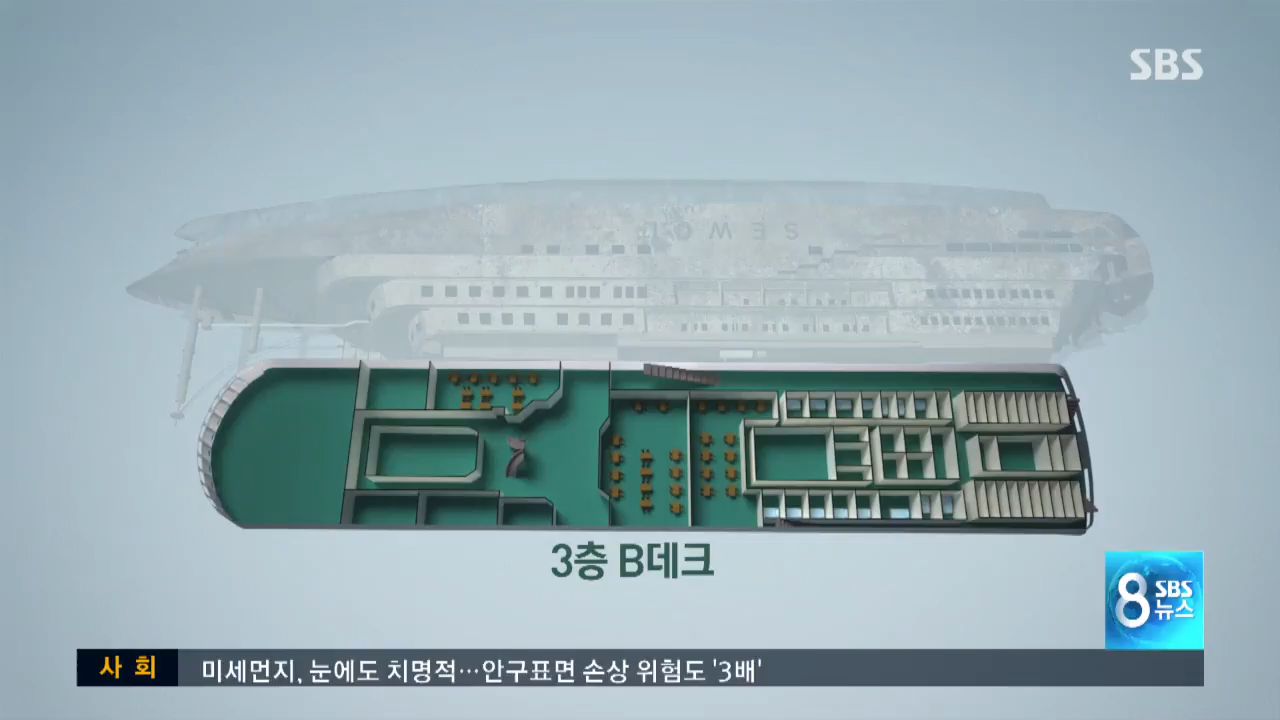 SBS
SEWOL
3층 B데크
8 SBS 뉴스
사 회
미세먼지, 눈에도 치명적…안구표면 손상 위험도 '3배'